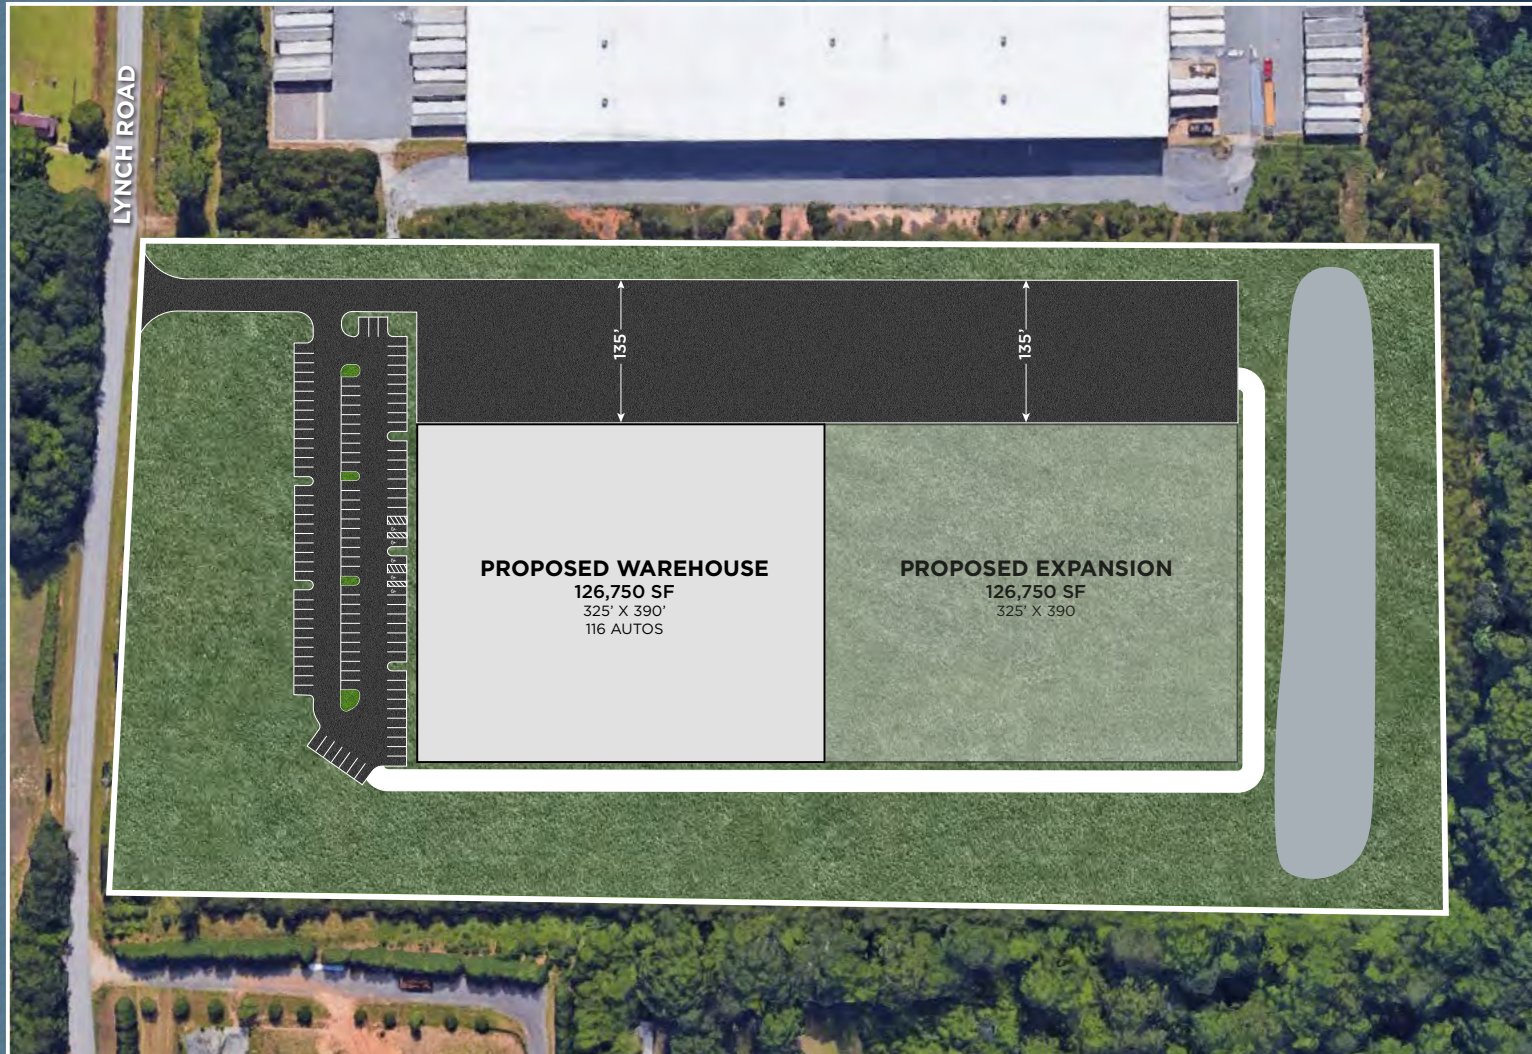 LYNCH ROAD
135’
135’
PROPOSED WAREHOUSE
126,750 SF
325’ X 390’
116 AUTOS
PROPOSED EXPANSION
126,750 SF
325’ X 390